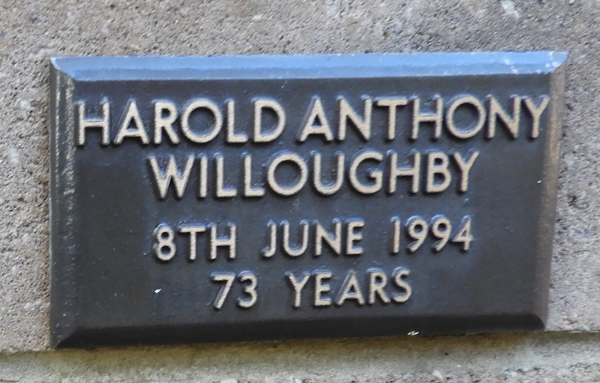 HAROLD ANTHONY
WILLOUGHBY
8TH JUNE 1994
73 YEARS